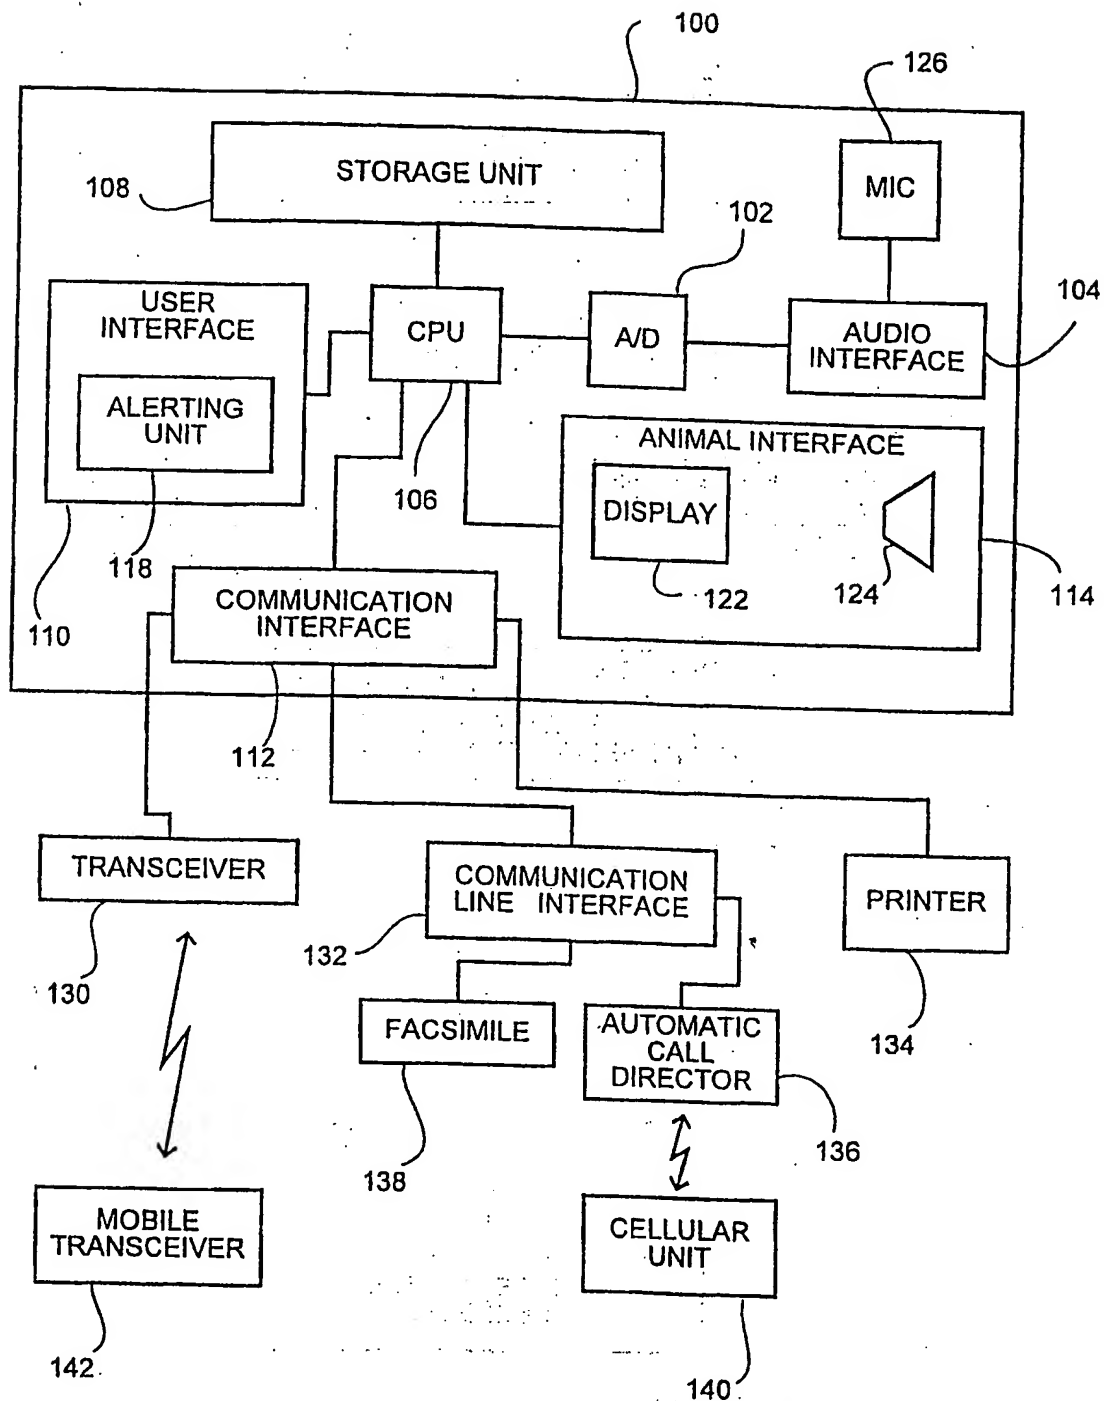 100
126
STORAGE UNIT
MIC
108
102
USER
INTERFACE
CPU
A/D
AUDIO
INTERFACE
104
ALERTING
UNIT
ANIMAL INTERFACE
106
DISPLAY
118
122
124
114
110
COMMUNICATION
INTERFACE
112
TRANSCEIVER
COMMUNICATION
LINE INTERFACE
PRINTER
132
130
FACSIMILE
AUTOMATIC
CALL
DIRECTOR
134
136
138
MOBILE
TRANSCEIVER
CELLULAR
UNIT
142
140